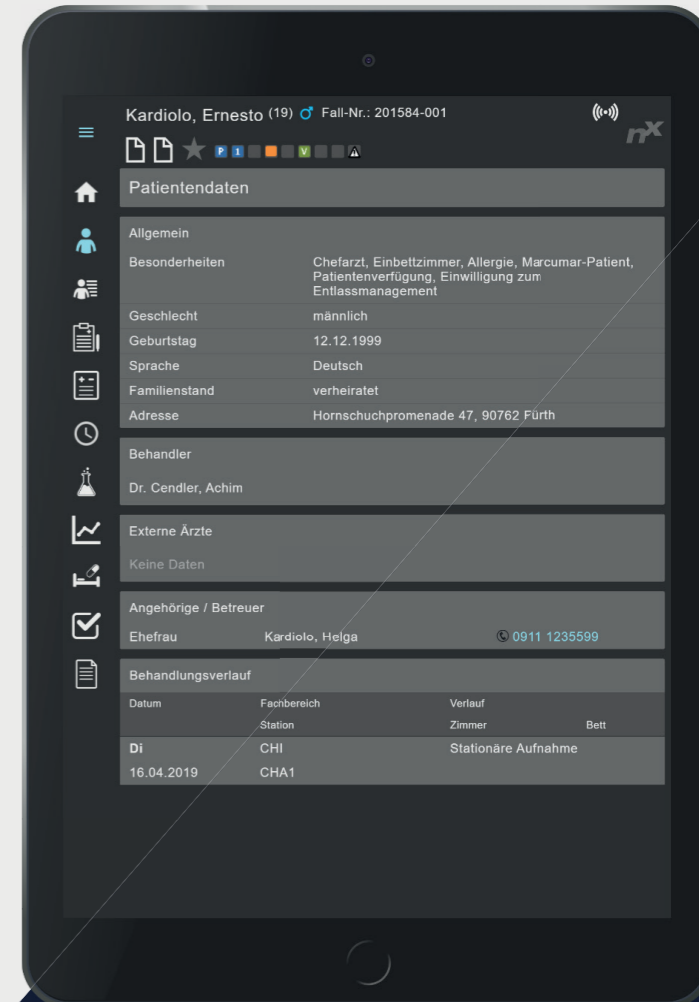 Kardiolo, Ernesto (19) ♂ Fall-Nr.: 201584-001
nx
P 1 V
Patientendaten
Allgemein
Besonderheiten Chefarzt, Einbettzimmer, Allergie, Marcumar-Patient,
Patientenverfügung, Einwilligung zum
Entlassmanagement
Geschlecht männlich
Geburtstag 12.12.1999
Sprache Deutsch
Familienstand verheiratet
Adresse Hornschuchpromenade 47, 90762 Fürth
Behandler
Dr. Cendler, Achim
Externe Ärzte
Keine Daten
Angehörige / Betreuer
Ehefrau Kardiolo, Helga 0911 1235599
Behandlungsverlauf
Datum Fachbereich Verlauf
Station Zimmer Bett
Di CHI Stationäre Aufnahme
16.04.2019 CHA1